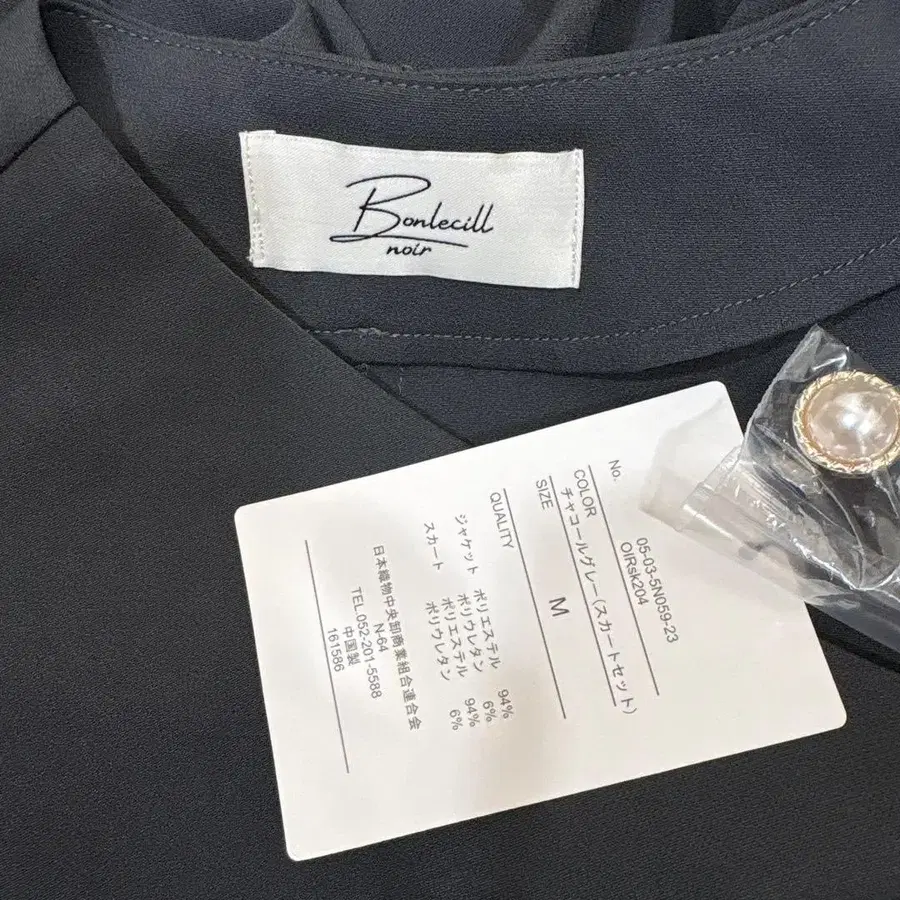 Bonlecill
noir
No. 05-03-5N059-23
OIRsk204
COLOR
チャコールグレー(スカートセット)
SIZE M
QUALITY
ジャケット ポリエステル 94%
ポリウレタン 6%
スカート ポリエステル 94%
ポリウレタン 6%
日本織物中央卸商業組合連合会
N-64
TEL.052-201-5588
中国製
161586